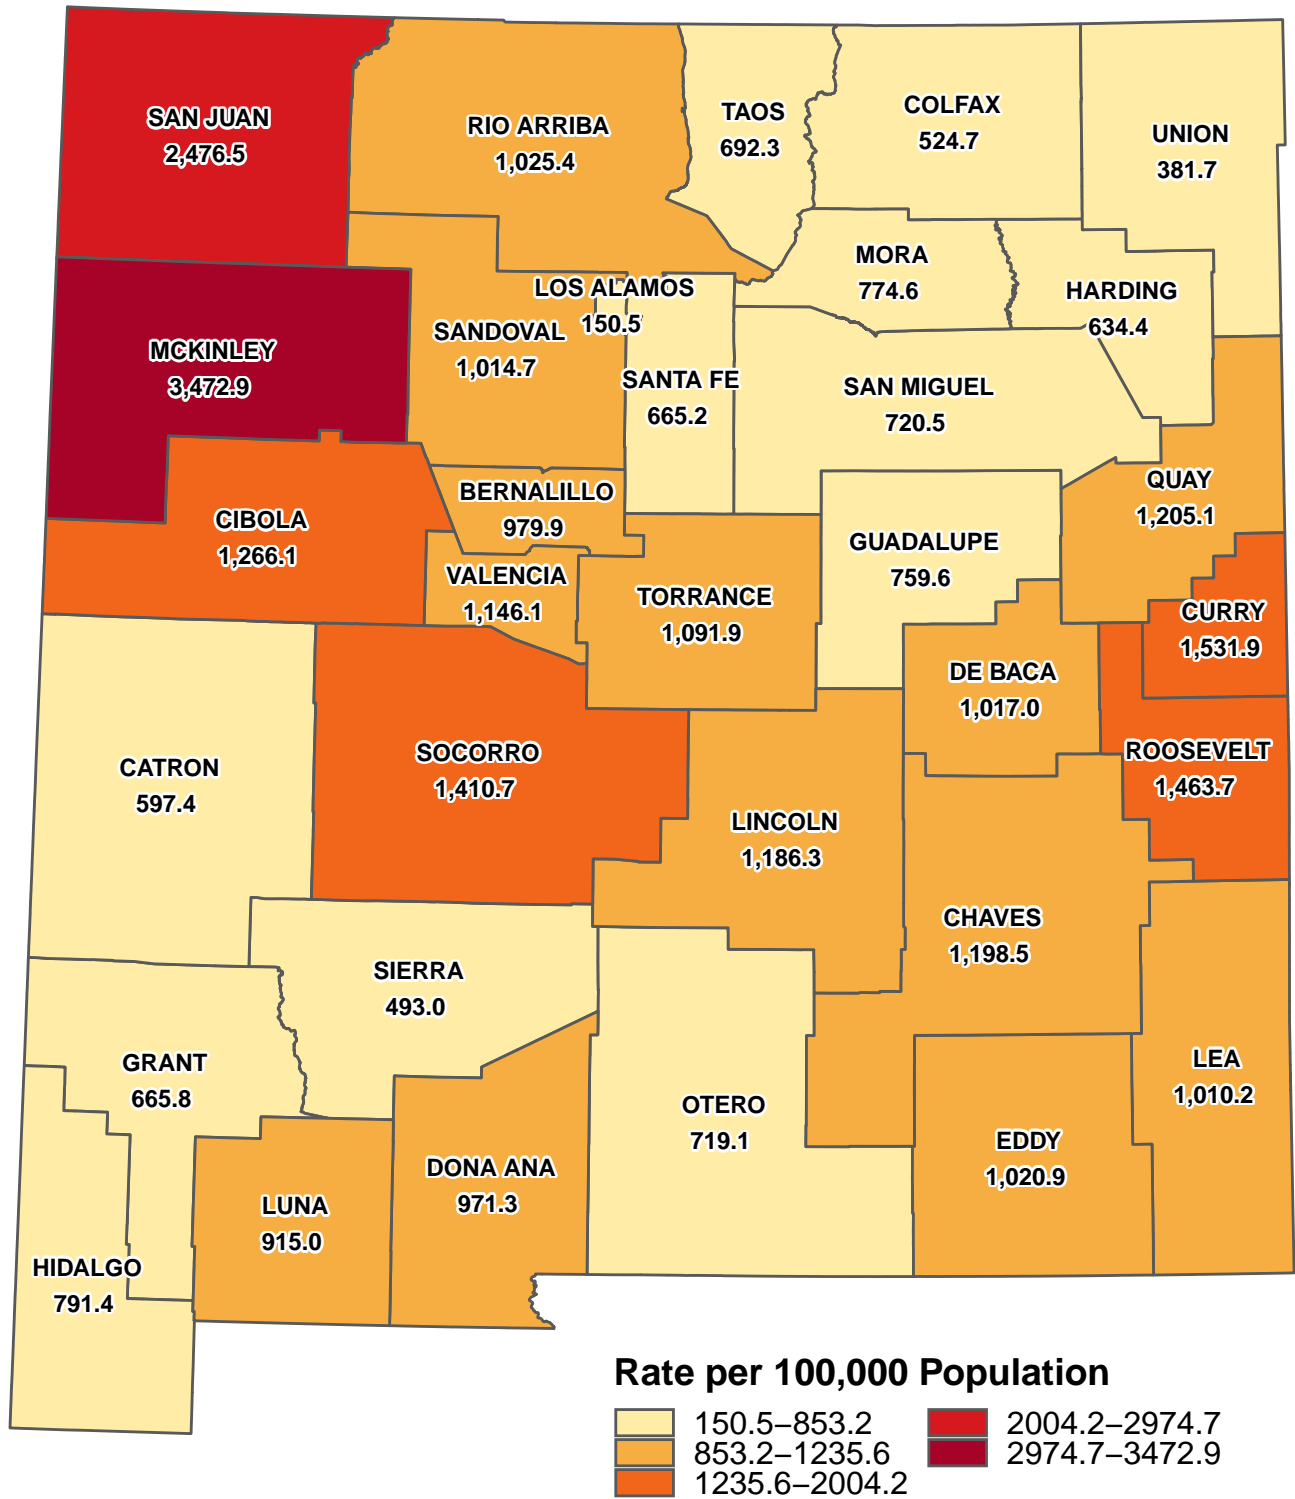 SAN JUAN
2,476.5
RIO ARRIBA
1,025.4
TAOS
692.3
COLFAX
524.7
UNION
381.7
MORA
774.6
HARDING
634.4
LOS ALAMOS
150.5
SANDOVAL
1,014.7
MCKINLEY
3,472.9
SANTA FE
665.2
SAN MIGUEL
720.5
QUAY
1,205.1
BERNALILLO
979.9
CIBOLA
1,266.1
GUADALUPE
759.6
VALENCIA
1,146.1
TORRANCE
1,091.9
CURRY
1,531.9
DE BACA
1,017.0
ROOSEVELT
1,463.7
CATRON
597.4
SOCORRO
1,410.7
LINCOLN
1,186.3
CHAVES
1,198.5
SIERRA
493.0
GRANT
665.8
LEA
1,010.2
OTERO
719.1
EDDY
1,020.9
DONA ANA
971.3
LUNA
915.0
HIDALGO
791.4
Rate per 100,000 Population
150.5–853.2
853.2–1235.6
1235.6–2004.2
2004.2–2974.7
2974.7–3472.9